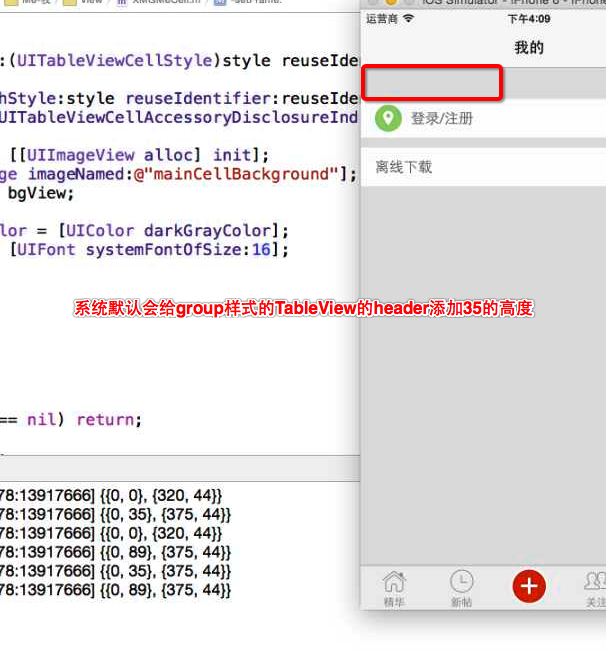 View
XMGMeCell.m
-setFrame:
iOS Simulator - iPhone 6 - iPhone
:(UITableViewCellStyle)style reuseIde
hStyle:style reuseIdentifier:reuseIde
UITableViewCellAccessoryDisclosureInd
[[UIImageView alloc] init];
ge imageNamed:@"mainCellBackground"];
bgView;
lor = [UIColor darkGrayColor];
[UIFont systemFontOfSize:16];
系统默认会给group样式的TableView的header添加35的高度
== nil) return;
78:13917666] {{0, 0}, {320, 44}}
78:13917666] {{0, 35}, {375, 44}}
78:13917666] {{0, 0}, {320, 44}}
78:13917666] {{0, 89}, {375, 44}}
78:13917666] {{0, 35}, {375, 44}}
78:13917666] {{0, 89}, {375, 44}}
运营商 下午4:09
我的
登录/注册
离线下载
精华 新帖 关注